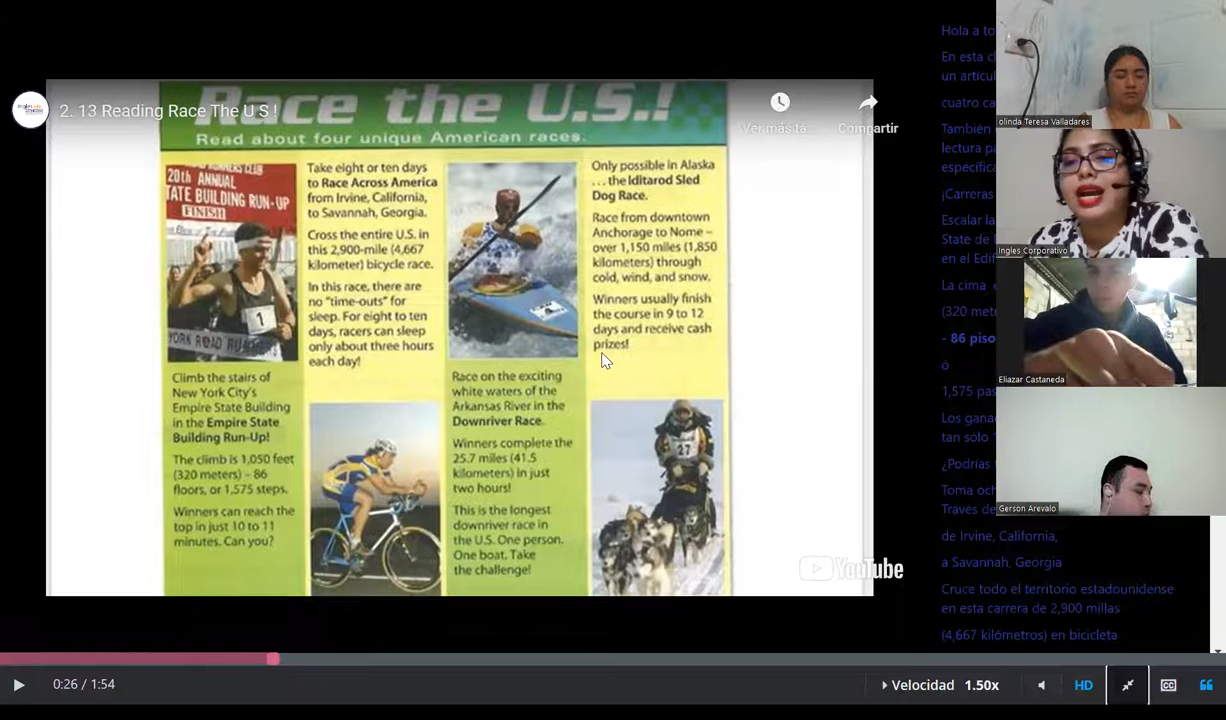 2. 13 Reading Race The U S !
Race the U.S.!
Read about four unique American races.
Ver más ta
Compartir
20th ANNUAL
TATE BUILDING RUN-UP
FINISH
1
YORK ROAD RUNN
Climb the stairs of
New York City's
Empire State Building
in the Empire State
Building Run-Up!
The climb is 1,050 feet
(320 meters) – 86
floors, or 1,575 steps.
Winners can reach the
top in just 10 to 11
minutes. Can you?
Take eight or ten days
to Race Across America
from Irvine, California,
to Savannah, Georgia.
Cross the entire U.S. in
this 2,900-mile (4,667
kilometer) bicycle race.
In this race, there are
no "time-outs" for
sleep. For eight to ten
days, racers can sleep
only about three hours
each day!
Race on the exciting
white waters of the
Arkansas River in the
Downriver Race.
Winners complete the
25.7 miles (41.5
kilometers) in just
two hours!
This is the longest
downriver race in
the U.S. One person.
One boat. Take
the challenge!
Only possible in Alaska
. . . the Iditarod Sled
Dog Race.
Race from downtown
Anchorage to Nome –
over 1,150 miles (1,850
kilometers) through
cold, wind, and snow.
Winners usually finish
the course in 9 to 12
days and receive cash
prizes!
27
YouTube
Hola a to
En esta c
un artícul
cuatro ca
También
lectura pa
específica
¡Carreras
Escalar la
State de
en el Edif
La cima
(320 metr
- 86 piso
ó
1,575 pas
Los gana
tan sólo 1
¿Podrías
Toma och
Través de
de Irvine, California,
a Savannah, Georgia
Cruce todo el territorio estadounidense
en esta carrera de 2,900 millas
(4,667 kilómetros) en bicicleta
olinda Teresa Valladares
Ingles Corporativo
Eliazar Castaneda
Gerson Arevalo
0:26 / 1:54
Velocidad 1.50x
HD
CC